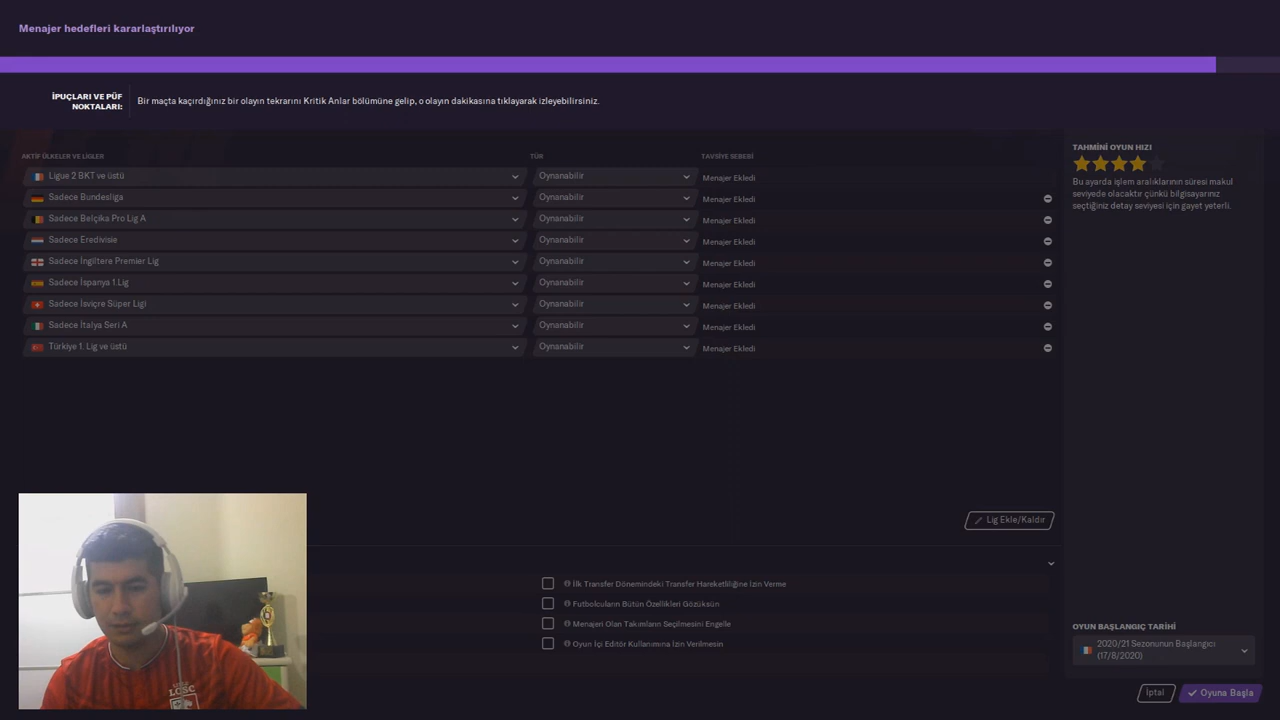 Menajer hedefleri kararlaştırılıyor
İPUÇLARI VE PÜF
NOKTALARI:
Bir maçta kaçırdığınız bir olayın tekrarını Kritik Anlar bölümüne gelip, o olayın dakikasına tıklayarak izleyebilirsiniz.
AKTİF ÜLKELER VE LİGLER TÜR TAVSİYE SEBEBİ
Ligue 2 BKT ve üstü Oynanabilir Menajer Ekledi
Sadece Bundesliga Oynanabilir Menajer Ekledi
Sadece Belçika Pro Lig A Oynanabilir Menajer Ekledi
Sadece Eredivisie Oynanabilir Menajer Ekledi
Sadece İngiltere Premier Lig Oynanabilir Menajer Ekledi
Sadece İspanya 1.Lig Oynanabilir Menajer Ekledi
Sadece İsviçre Süper Ligi Oynanabilir Menajer Ekledi
Sadece İtalya Seri A Oynanabilir Menajer Ekledi
Türkiye 1. Lig ve üstü Oynanabilir Menajer Ekledi
TAHMİNİ OYUN HIZI
Bu ayarda işlem aralıklarının süresi makul
seviyede olacaktır çünkü bilgisayarınız
seçtiğiniz detay seviyesi için gayet yeterli.
Lig Ekle/Kaldır
İlk Transfer Dönemindeki Transfer Hareketliliğine İzin Verme
Futbolcuların Bütün Özellikleri Gözüksün
Menajeri Olan Takımların Seçilmesini Engelle
Oyun İçi Editör Kullanımına İzin Verilmesin
OYUN BAŞLANGIÇ TARİHİ
2020/21 Sezonunun Başlangıcı
(17/8/2020)
İptal
Oyuna Başla
LOSC